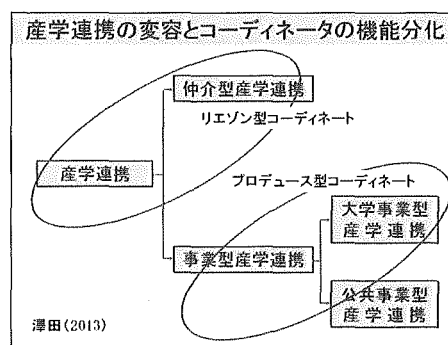 産学連携の変容とコーディネータの機能分化
仲介型産学連携
リエゾン型コーディネート
産学連携
プロデュース型コーディネート
大学事業型
産学連携
事業型産学連携
公共事業型
産学連携
澤田(2013)